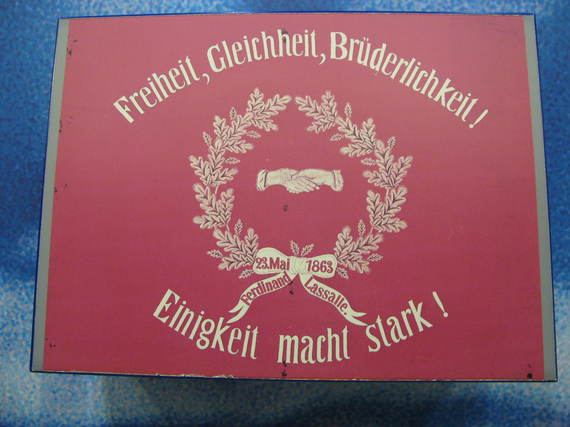 Freiheit, Gleichheit, Brüderlichkeit!
23. Mai 1863
Ferdinand Lassalle.
Einigkeit macht stark!